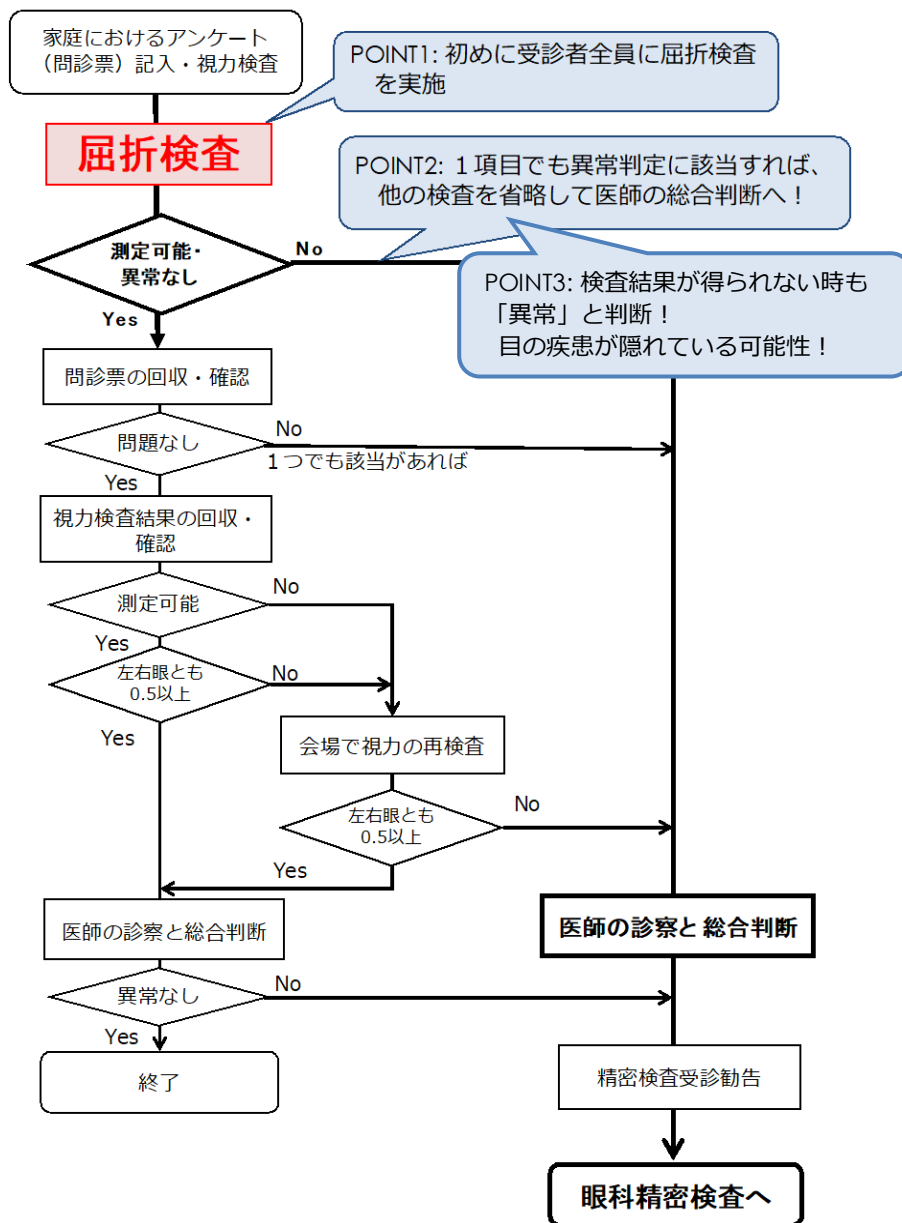 家庭におけるアンケート
（問診票）記入・視力検査
POINT1: 初めに受診者全員に屈折検査
を実施
屈折検査
POINT2: １項目でも異常判定に該当すれば、
他の検査を省略して医師の総合判断へ！
測定可能・
異常なし
No
POINT3: 検査結果が得られない時も
「異常」と判断！
目の疾患が隠れている可能性！
Yes
問診票の回収・確認
問題なし
No
１つでも該当があれば
Yes
視力検査結果の回収・
確認
測定可能
No
Yes
左右眼とも
0.5以上
No
Yes
会場で視力の再検査
左右眼とも
0.5以上
No
Yes
医師の診察と総合判断
医師の診察と総合判断
異常なし
No
Yes
終了
精密検査受診勧告
眼科精密検査へ